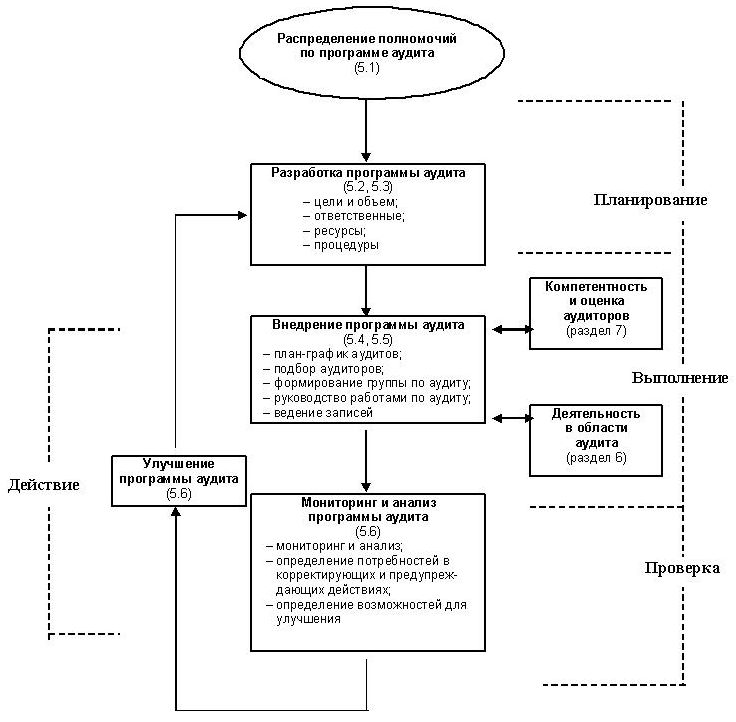 Распределение полномочий
по программе аудита
(5.1)
Разработка программы аудита
(5.2, 5.3)
– цели и объем;
– ответственные;
– ресурсы;
– процедуры
Планирование
Компетентность
и оценка
аудиторов
(раздел 7)
Внедрение программы аудита
(5.4, 5.5)
– план-график аудитов;
– подбор аудиторов;
– формирование группы по аудиту;
– руководство работами по аудиту;
– ведение записей
Выполнение
Деятельность
в области
аудита
(раздел 6)
Действие
Улучшение
программы аудита
(5.6)
Мониторинг и анализ
программы аудита
(5.6)
– мониторинг и анализ;
– определение потребностей в
корректирующих и предупреж-
дающих действиях;
– определение возможностей для
улучшения
Проверка